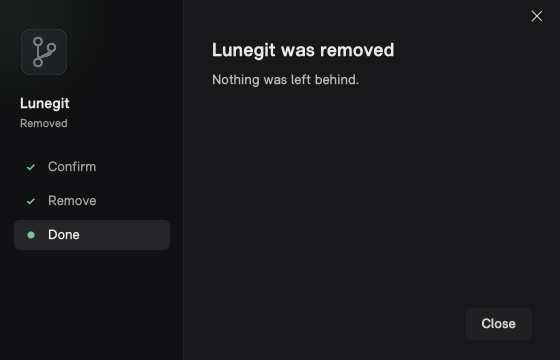 Lunegit
Removed
Confirm
Remove
Done
Lunegit was removed
Nothing was left behind.
Close